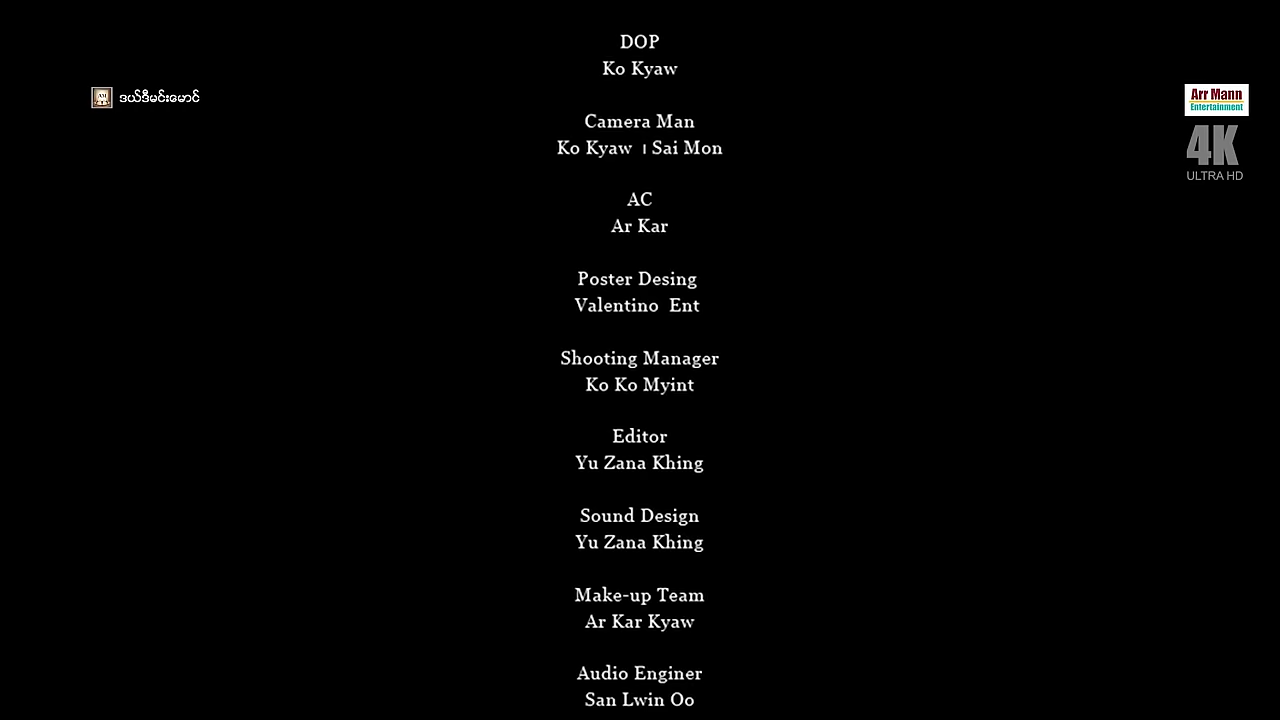 DOP
Ko Kyaw
ဒယ်ဒီမင်းမောင်
Arr Mann
Entertainment
Camera Man
Ko Kyaw ၊ Sai Mon
4K
ULTRA HD
AC
Ar Kar
Poster Desing
Valentino Ent
Shooting Manager
Ko Ko Myint
Editor
Yu Zana Khing
Sound Design
Yu Zana Khing
Make-up Team
Ar Kar Kyaw
Audio Enginer
San Lwin Oo